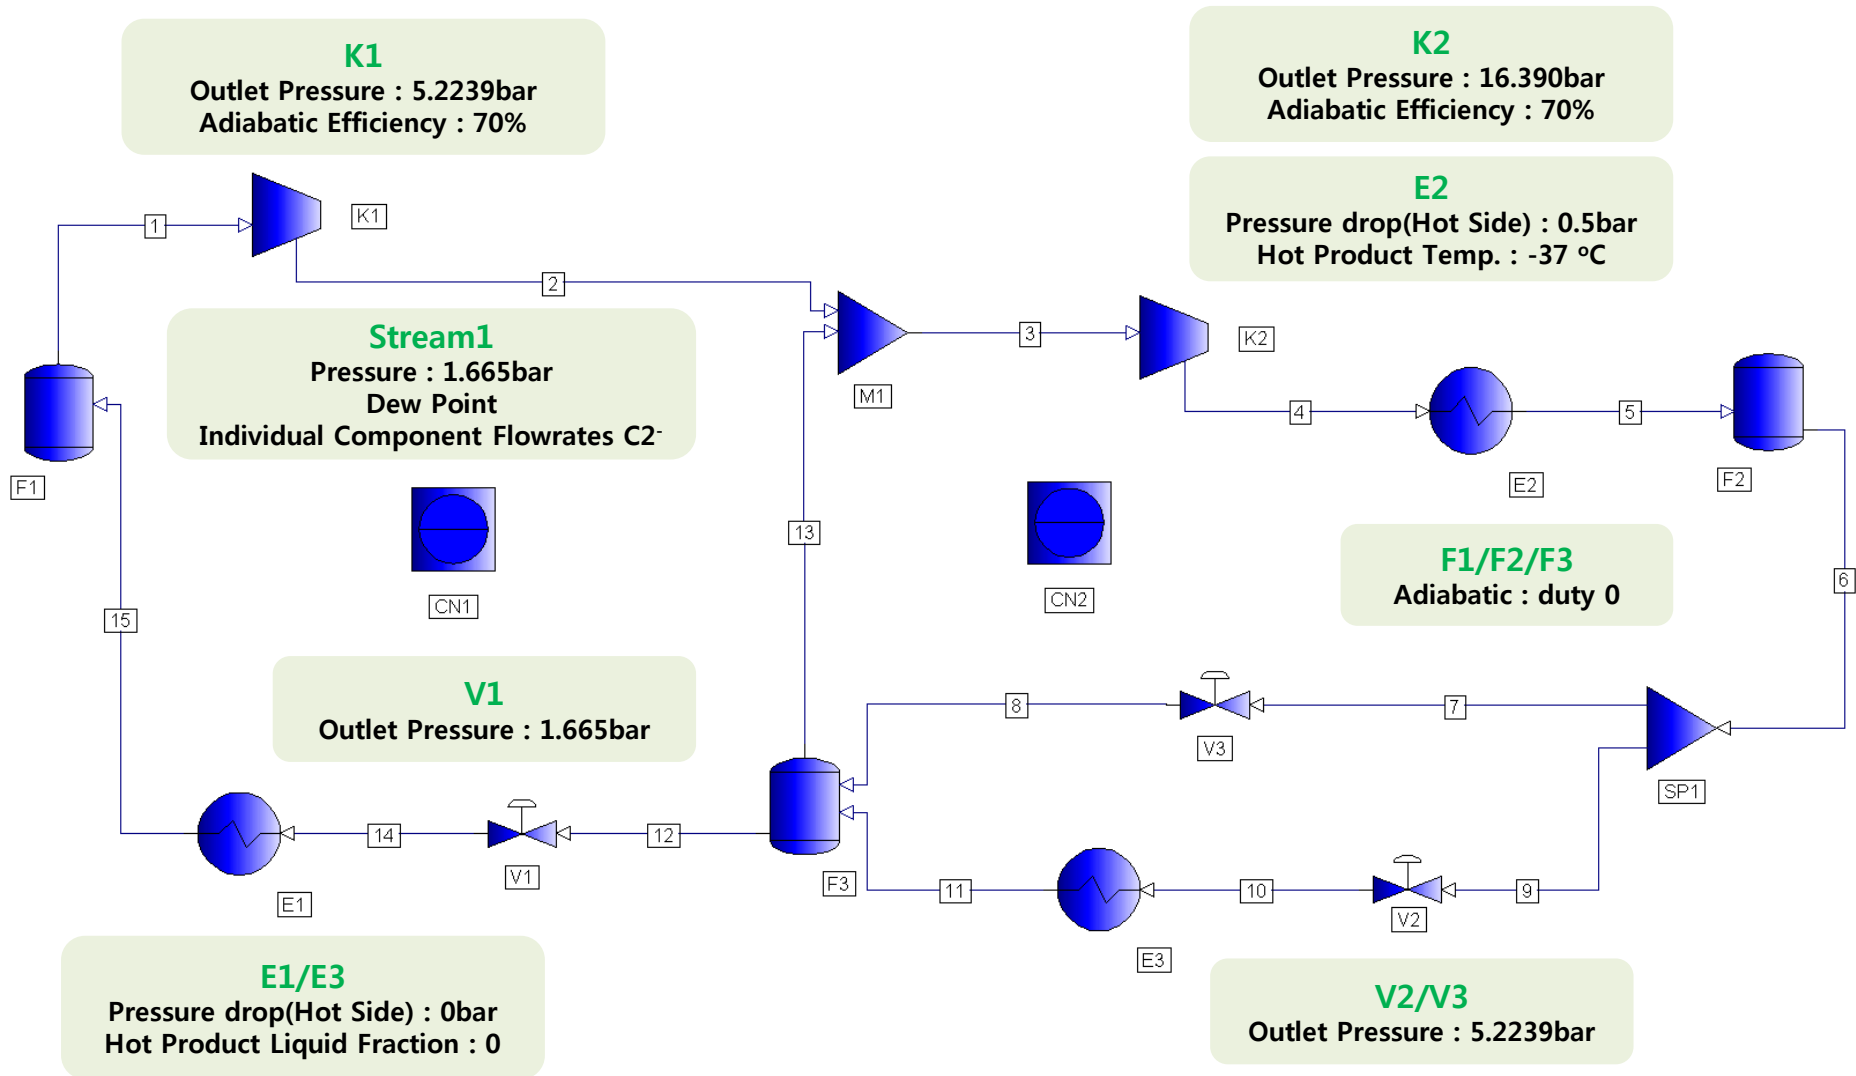 K1
Outlet Pressure : 5.2239bar
Adiabatic Efficiency : 70%
K2
Outlet Pressure : 16.390bar
Adiabatic Efficiency : 70%
E2
Pressure drop(Hot Side) : 0.5bar
Hot Product Temp. : -37 ºC
1
K1
2
Stream1
Pressure : 1.665bar
Dew Point
Individual Component Flowrates C2-
3
K2
M1
4
5
F1
E2
F2
13
CN1
CN2
F1/F2/F3
Adiabatic : duty 0
6
15
V1
Outlet Pressure : 1.665bar
8
7
V3
SP1
14
12
V1
F3
E1
11
10
9
V2
E3
E1/E3
Pressure drop(Hot Side) : 0bar
Hot Product Liquid Fraction : 0
V2/V3
Outlet Pressure : 5.2239bar